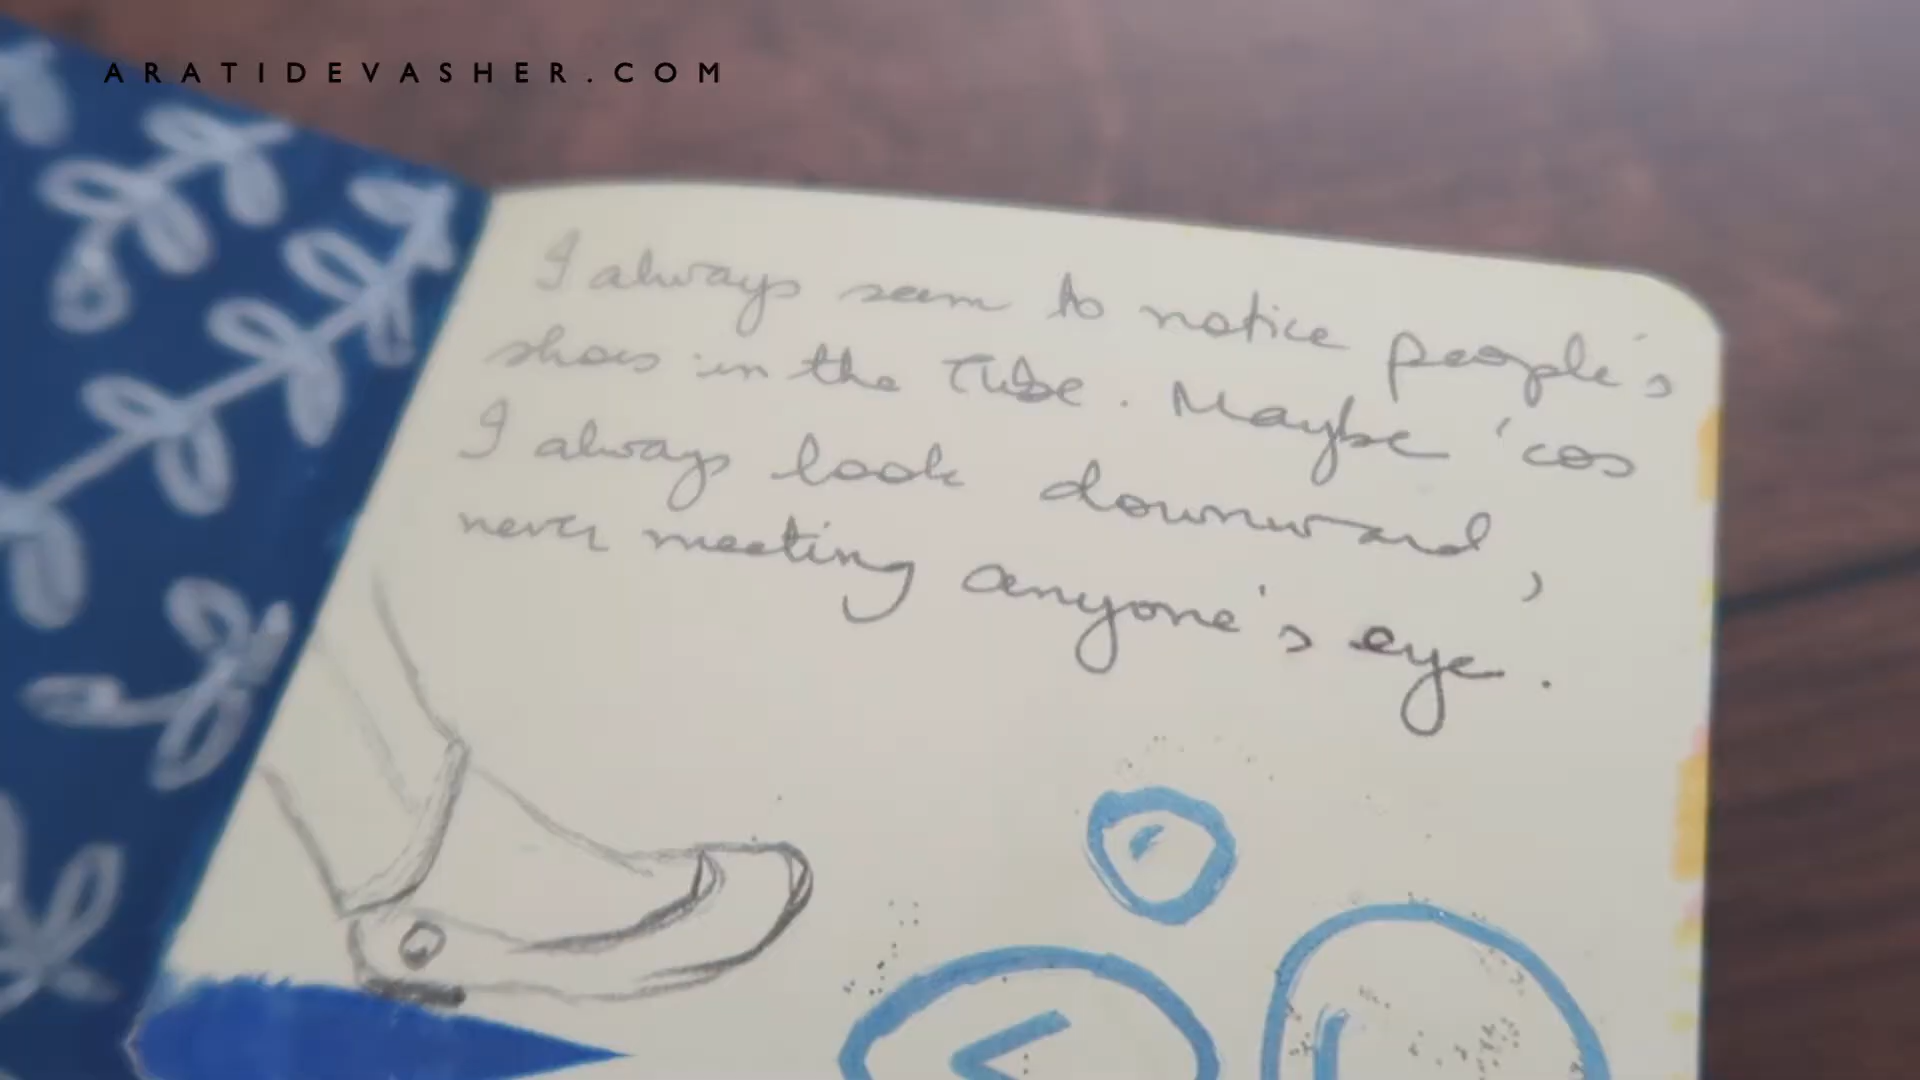 ARATIDEVASHER.COM
I always seem to notice people's
shoes in the Tube. Maybe 'cos
I always look downward,
never meeting anyone's eye.